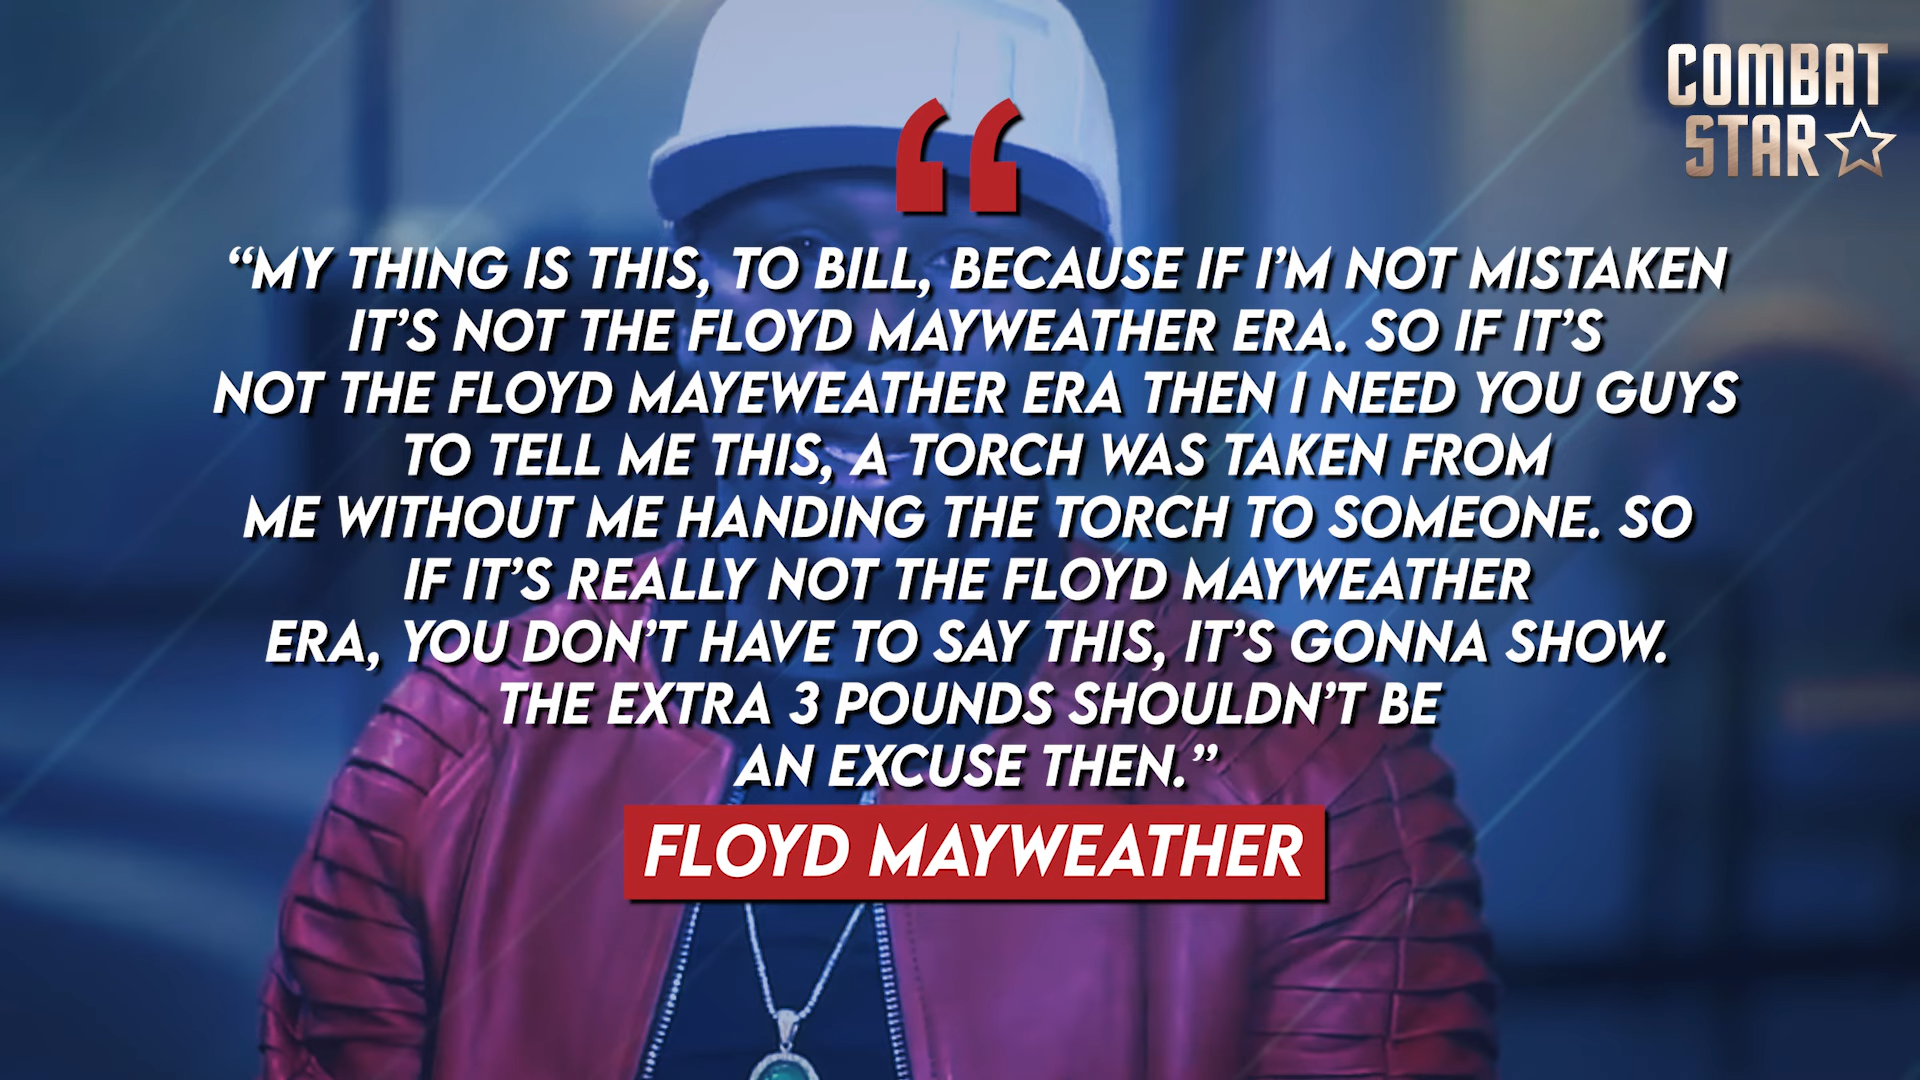 COMBAT
STAR
“MY THING IS THIS, TO BILL, BECAUSE IF I’M NOT MISTAKEN
IT’S NOT THE FLOYD MAYWEATHER ERA. SO IF IT’S
NOT THE FLOYD MAYEWEATHER ERA THEN I NEED YOU GUYS
TO TELL ME THIS, A TORCH WAS TAKEN FROM
ME WITHOUT ME HANDING THE TORCH TO SOMEONE. SO
IF IT’S REALLY NOT THE FLOYD MAYWEATHER
ERA, YOU DON’T HAVE TO SAY THIS, IT’S GONNA SHOW.
THE EXTRA 3 POUNDS SHOULDN’T BE
AN EXCUSE THEN.”
FLOYD MAYWEATHER